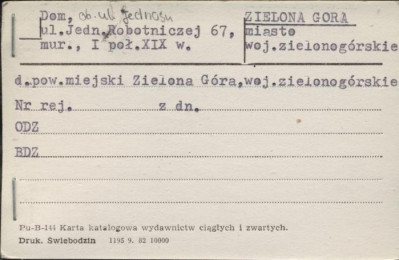 Dom, ob. ul. Jedności
ul.Jedn.Robotniczej 67,
mur., I poł.XIX w.
ZIELONA GÓRA
miasto
woj.zielonogórskie
d.pow.miejski Zielona Góra,woj.zielonogórskie
Nr rej. z dn.
ODZ
BDZ
Pu-B-144 Karta katalogowa wydawnictw ciągłych i zwartych.
Druk. Świebodzin 1195 9. 82 10000